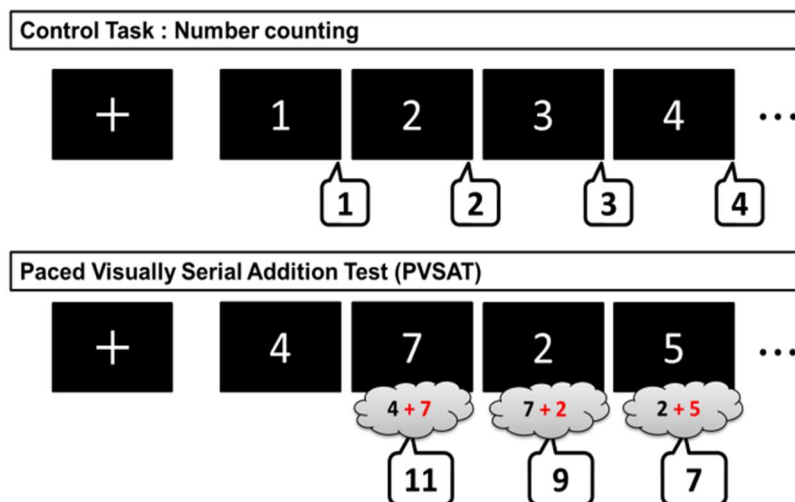 Control Task : Number counting
+ 1 2 3 4 ...
1 2 3 4
Paced Visually Serial Addition Test (PVSAT)
+ 4 7 2 5 ...
4 + 7 7 + 2 2 + 5
11 9 7